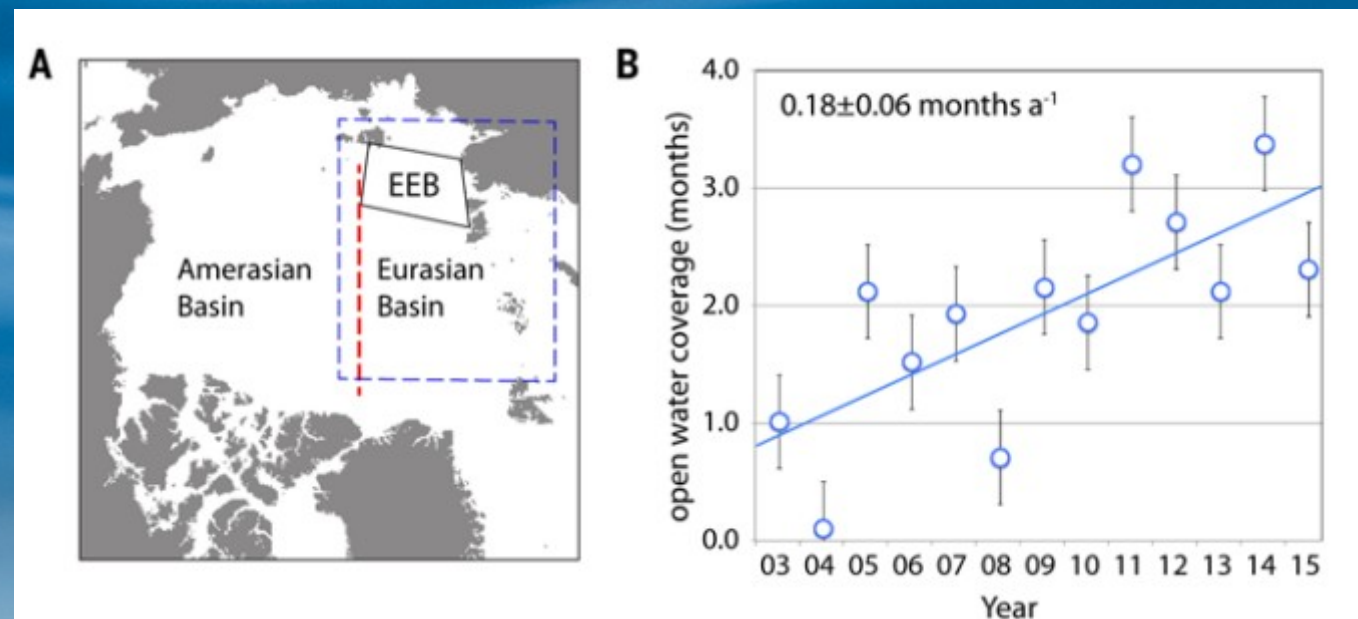 A
EEB
Amerasian
Basin
Eurasian
Basin
B
0.18±0.06 months a⁻¹
open water coverage (months)
4.0
3.0
2.0
1.0
0.0
03 04 05 06 07 08 09 10 11 12 13 14 15
Year